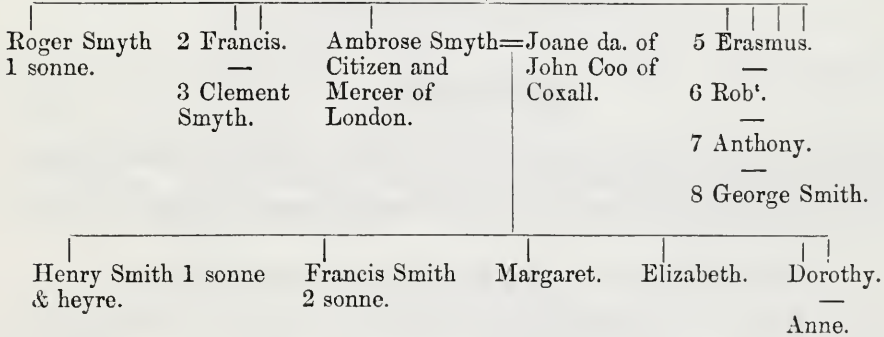 Roger Smyth
1 sonne.
2 Francis.
—
3 Clement
Smyth.
Ambrose Smyth=Joane da. of
Citizen and
Mercer of
London.
John Coo of
Coxall.
5 Erasmus.
—
6 Robᵗ.
—
7 Anthony.
—
8 George Smith.
Henry Smith 1 sonne
& heyre.
Francis Smith
2 sonne.
Margaret.
Elizabeth.
Dorothy.
—
Anne.